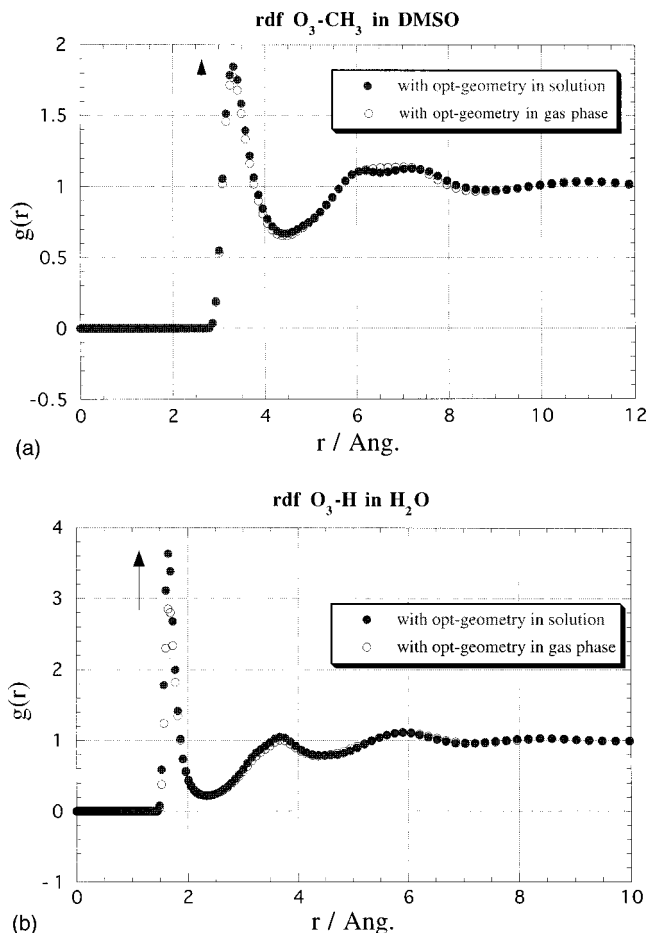 rdf O3-CH3 in DMSO
2
1.5
1
0.5
0
-0.5
g(r)
with opt-geometry in solution
with opt-geometry in gas phase
0 2 4 6 8 10 12
r / Ang.
(a)
rdf O3-H in H2O
4
3
2
1
0
-1
g(r)
with opt-geometry in solution
with opt-geometry in gas phase
0 2 4 6 8 10
r / Ang.
(b)